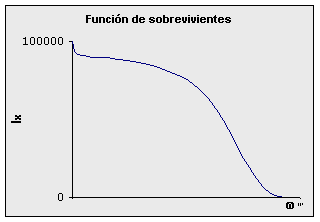 Función de sobrevivientes
100000
lx
0
ω